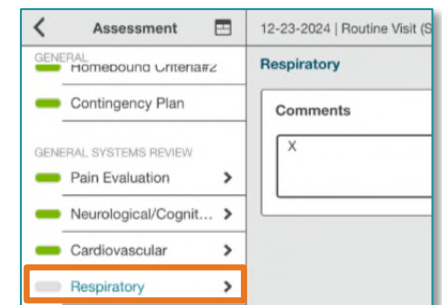 Assessment
GENERAL
Homebound Criteria#2
Contingency Plan
GENERAL SYSTEMS REVIEW
Pain Evaluation
Neurological/Cognit...
Cardiovascular
Respiratory
12-23-2024 | Routine Visit (S
Respiratory
Comments
X